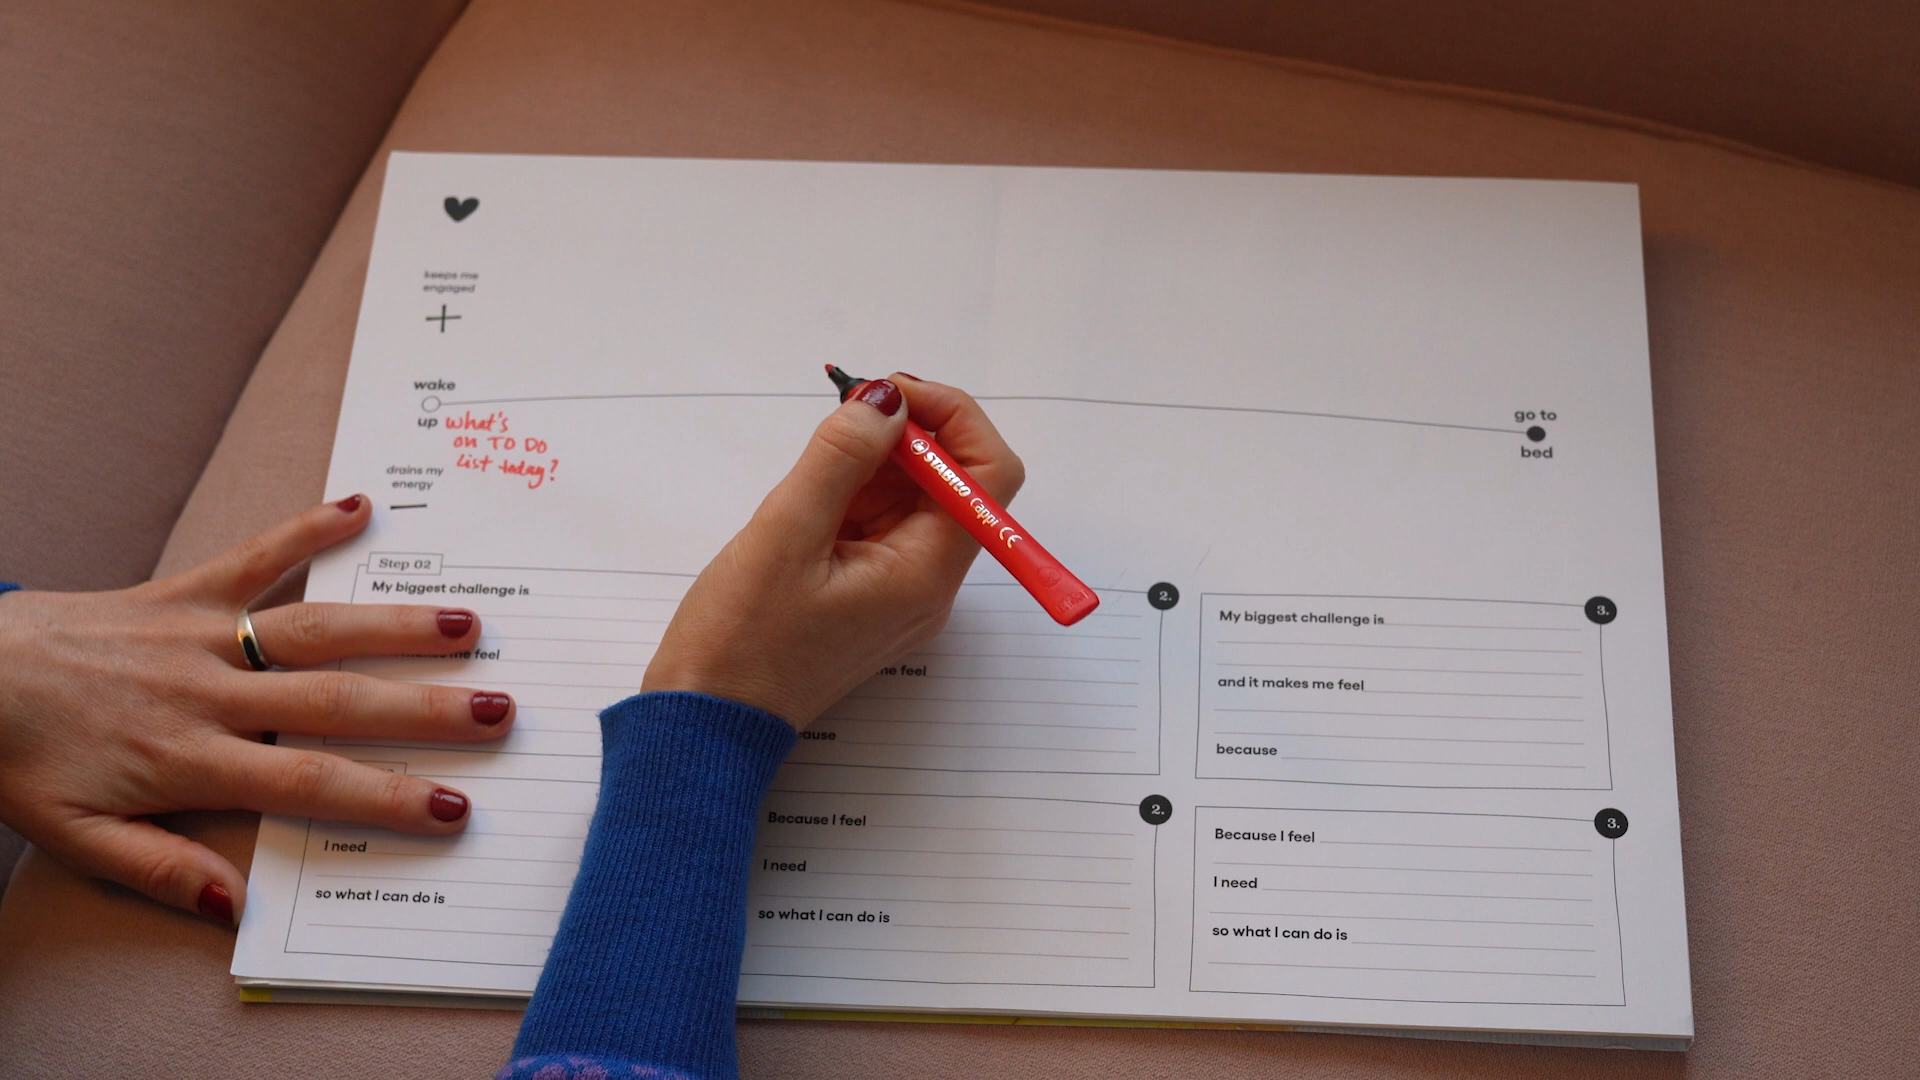 keeps me
engaged
wake
up
what's
on TO DO
list today?
go to
bed
drains my
energy
STABILO Cappi CE
Step 02
My biggest challenge is
me feel
2.
me feel
My biggest challenge is
and it makes me feel
because
3.
I need
so what I can do is
Because I feel
I need
so what I can do is
2.
Because I feel
I need
so what I can do is
3.